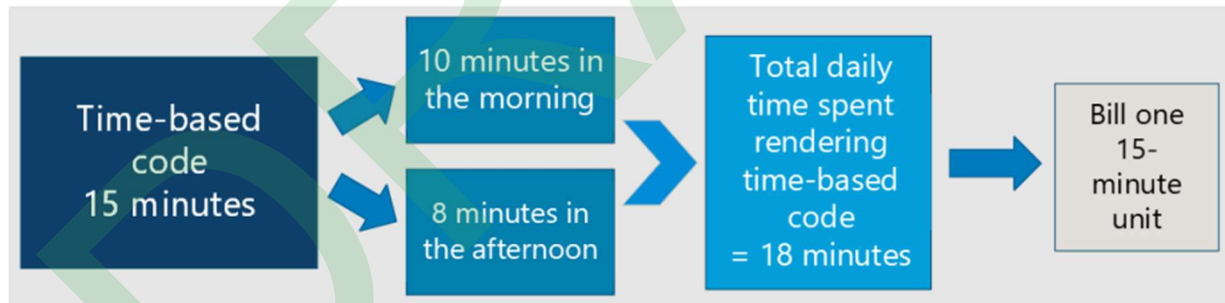 Time-based
code
15 minutes
10 minutes in
the morning
8 minutes in
the afternoon
Total daily
time spent
rendering
time-based
code
= 18 minutes
Bill one
15-
minute
unit